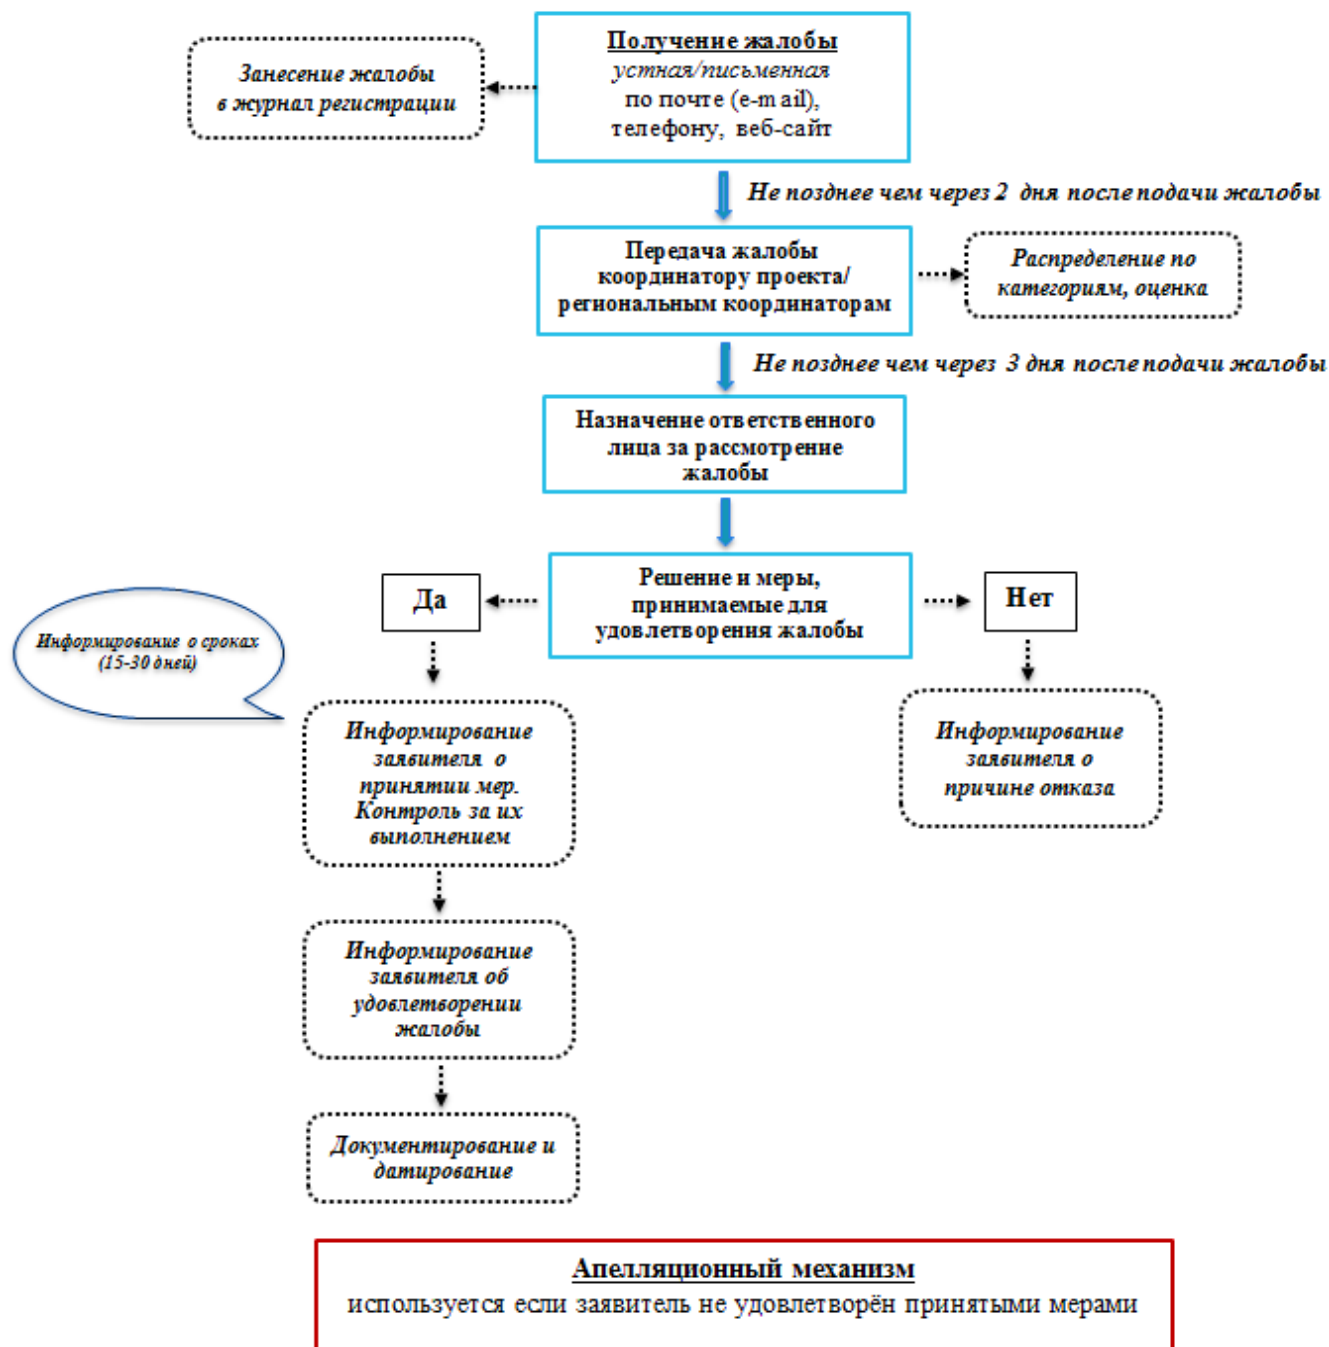 Получение жалобы
устная/письменная
по почте (e-mail),
телефону, веб-сайт
Занесение жалобы
в журнал регистрации
Не позднее чем через 2 дня после подачи жалобы
Передача жалобы
координатору проекта/
региональным координаторам
Распределение по
категориям, оценка
Не позднее чем через 3 дня после подачи жалобы
Назначение ответственного
лица за рассмотрение
жалобы
Решение и меры,
принимаемые для
удовлетворения жалобы
Да
Нет
Информирование о сроках
(15-30 дней)
Информирование
заявителя о
принятии мер.
Контроль за их
выполнением
Информирование
заявителя о
причине отказа
Информирование
заявителя об
удовлетворении
жалобы
Документирование и
датирование
Апелляционный механизм
используется если заявитель не удовлетворён принятыми мерами